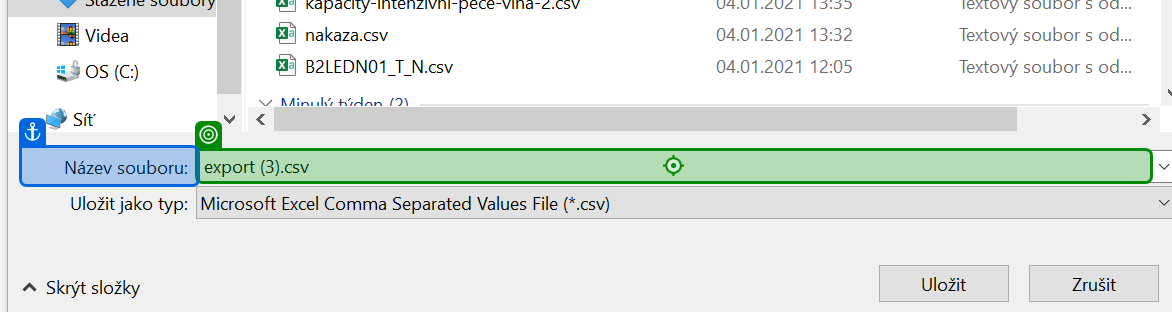 Stažené soubory
kapacity-intenzivni-pece-vlna-2.csv 04.01.2021 13:35 Textový soubor s od...
Videa
nakaza.csv 04.01.2021 13:32 Textový soubor s od...
OS (C:)
B2LEDN01_T_N.csv 04.01.2021 12:05 Textový soubor s od...
Minulý týden (2)
Síť
Název souboru: export (3).csv
Uložit jako typ: Microsoft Excel Comma Separated Values File (*.csv)
Skrýt složky
Uložit
Zrušit